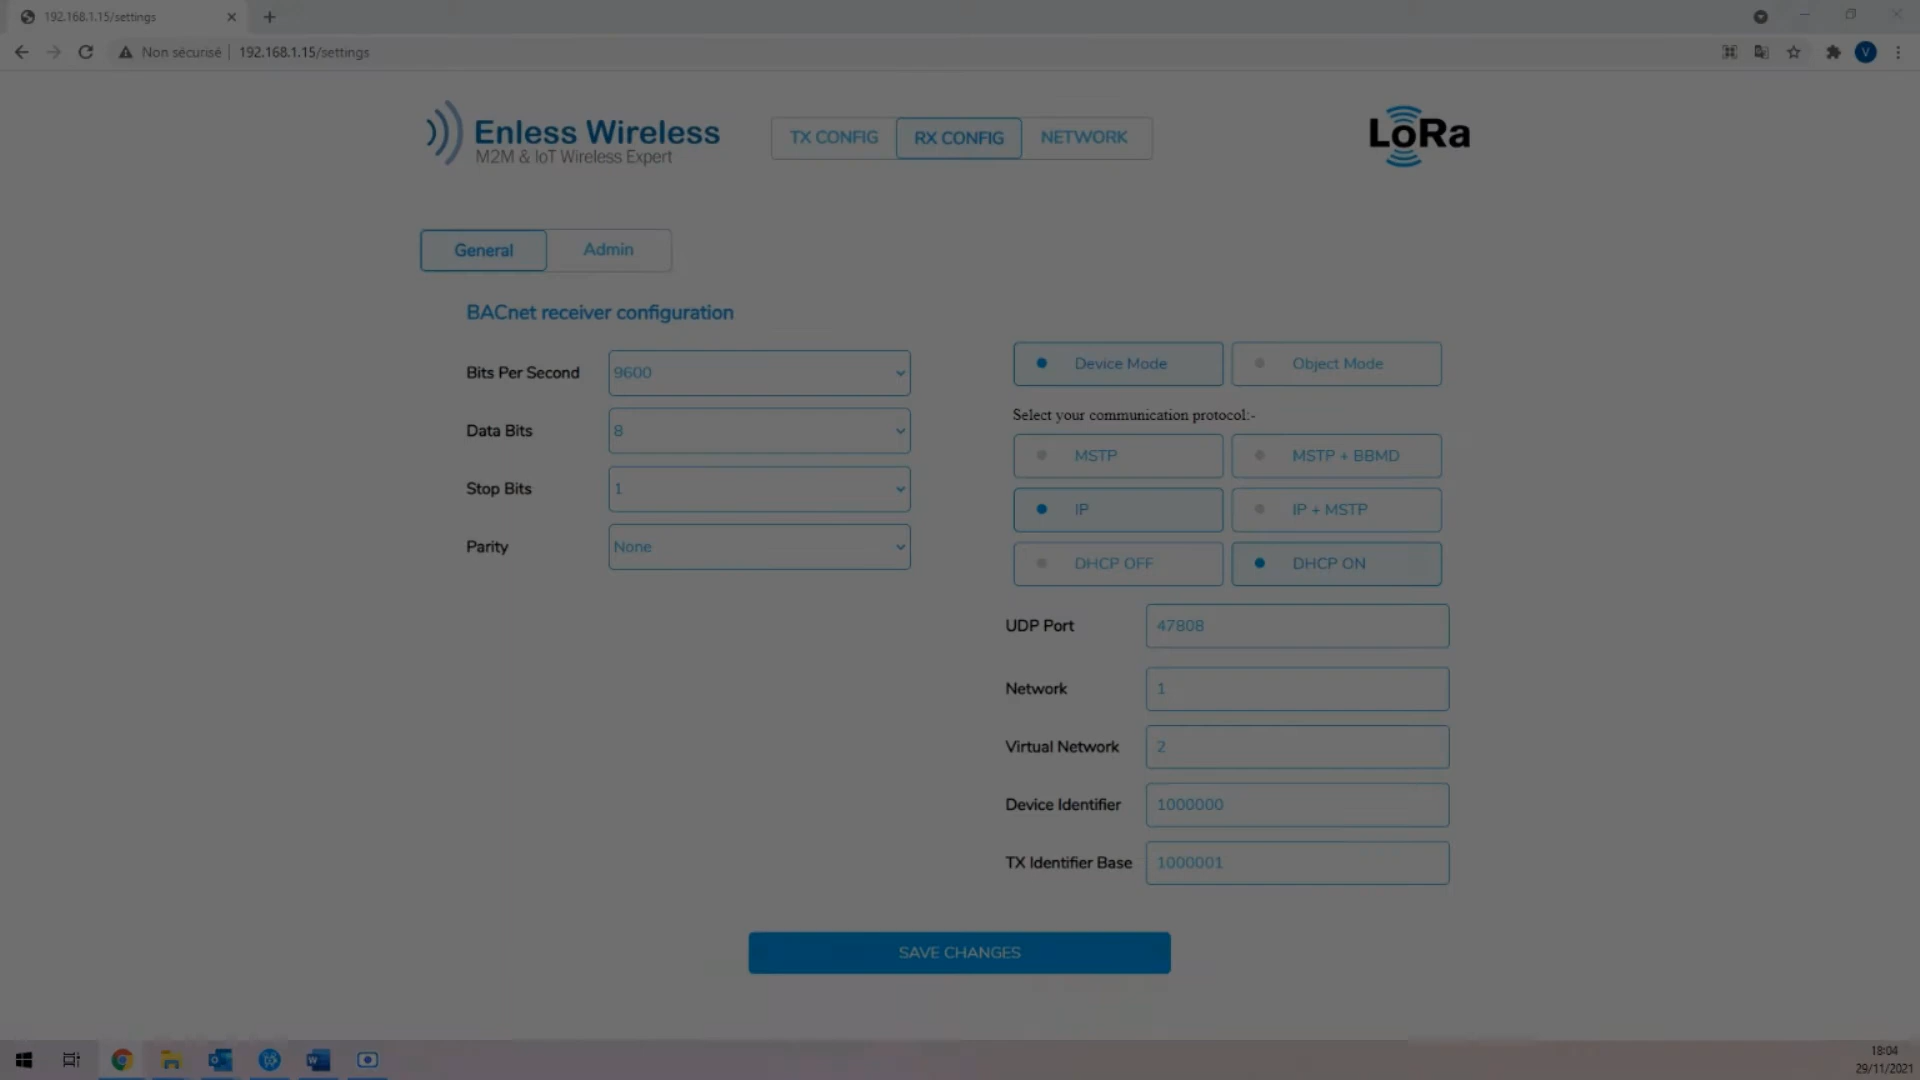 192.168.1.15/settings
Non sécurisé | 192.168.1.15/settings
V
Enless Wireless
M2M & IoT Wireless Expert
TX CONFIG
RX CONFIG
NETWORK
LoRa
General
Admin
BACnet receiver configuration
Bits Per Second
9600
Data Bits
8
Stop Bits
1
Parity
None
Device Mode
Object Mode
Select your communication protocol:-
MSTP
MSTP + BBMD
IP
IP + MSTP
DHCP OFF
DHCP ON
UDP Port
47808
Network
1
Virtual Network
2
Device Identifier
1000000
TX Identifier Base
1000001
SAVE CHANGES
18:04
29/11/2021